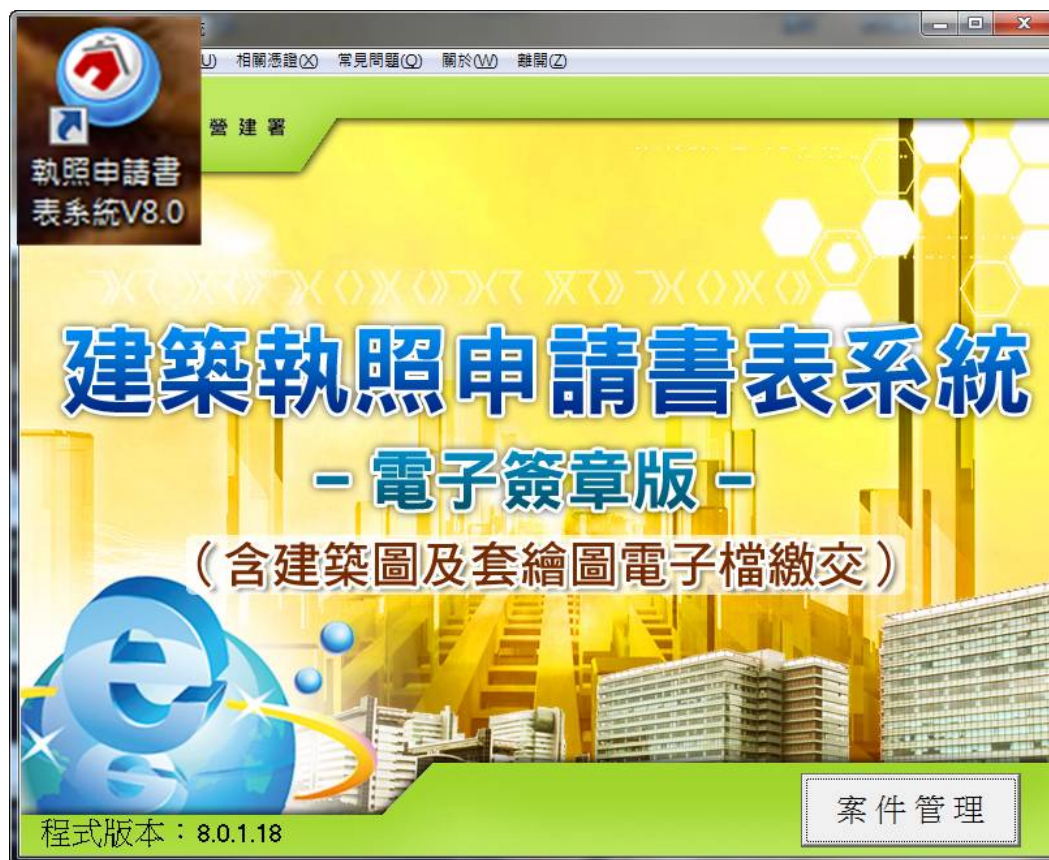 執照申請書
表系統V8.0
U) 相關憑證(X) 常見問題(Q) 關於(W) 離開(Z)
營建署
建築執照申請書表系統
－電子簽章版－
（含建築圖及套繪圖電子檔繳交）
e
程式版本：8.0.1.18
案件管理